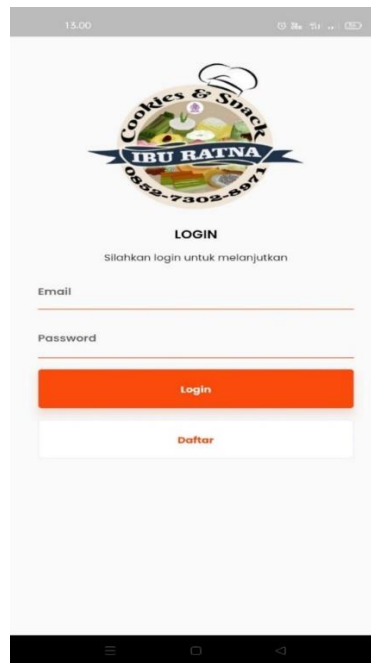 15.00
Cookies & Snack
IBU RATNA
0852-7302-8971
LOGIN
Silahkan login untuk melanjutkan
Email
Password
Login
Daftar